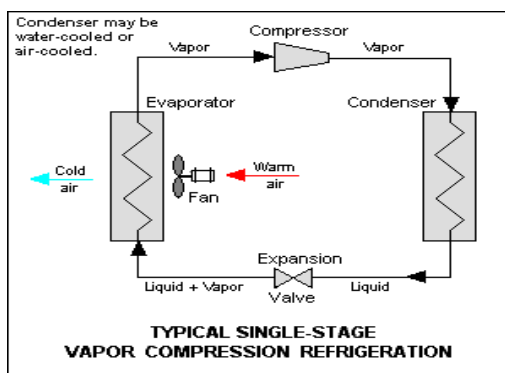 Condenser may be
water-cooled or
air-cooled.
Compressor
Vapor
Vapor
Evaporator
Condenser
Cold
air
Fan
Warm
air
Expansion
Valve
Liquid + Vapor
Liquid
TYPICAL SINGLE-STAGE
VAPOR COMPRESSION REFRIGERATION